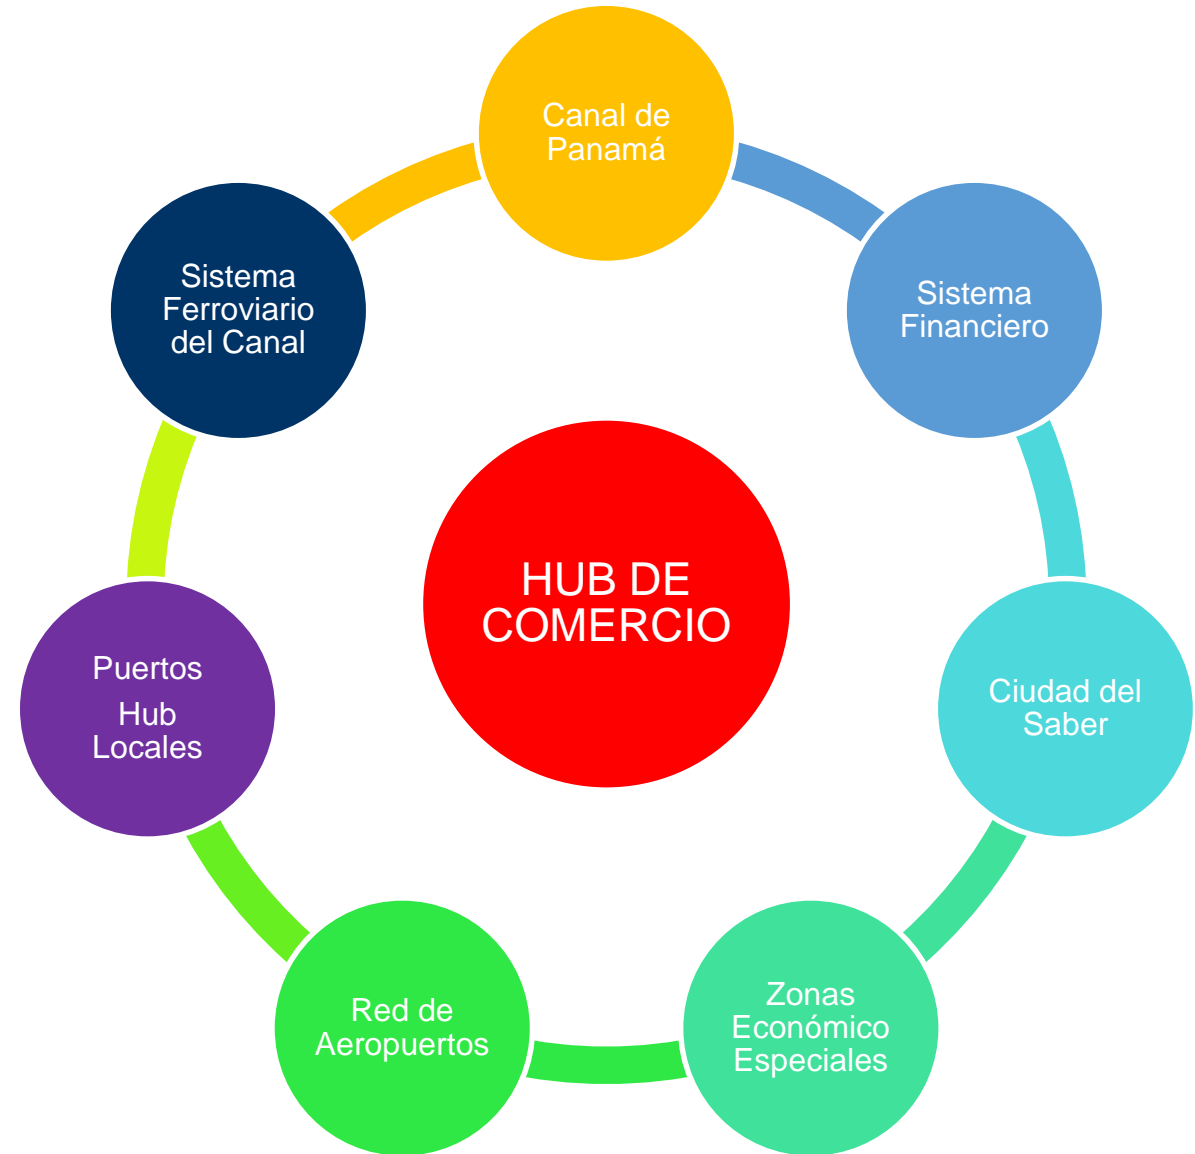 Canal de
Panamá
Sistema
Financiero
Ciudad del
Saber
Zonas
Económico
Especiales
Red de
Aeropuertos
Puertos
Hub
Locales
Sistema
Ferroviario
del Canal
HUB DE
COMERCIO